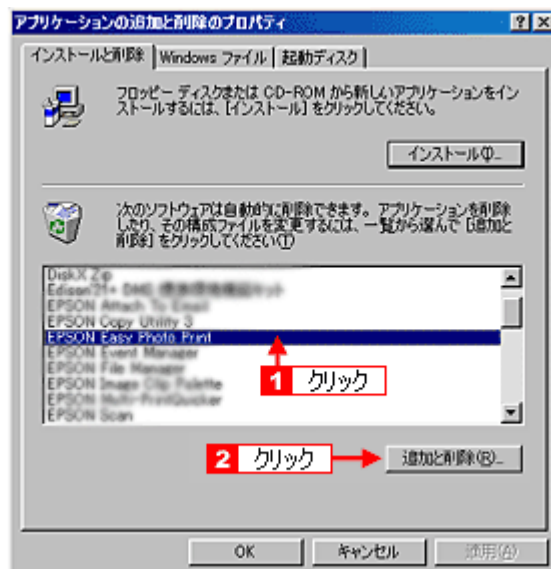 アプリケーションの追加と削除のプロパティ
インストールと削除
Windows ファイル
起動ディスク
フロッピー ディスクまたは CD-ROM から新しいアプリケーションをイン
ストールするには、[インストール] をクリックしてください。
インストール(I)...
次のソフトウェアは自動的に削除できます。アプリケーションを削除
したり、その構成ファイルを変更するには、一覧から選んで [追加と
削除] をクリックしてください(T)
DiskX Zip
Edison21+ DMS
EPSON Attach To Email
EPSON Copy Utility 3
EPSON Easy Photo Print
EPSON Event Manager
EPSON File Manager
EPSON Image Clip Palette
EPSON Multi-PrintQuicker
EPSON Scan
1 クリック
2 クリック
追加と削除(R)...
OK
キャンセル
適用(A)